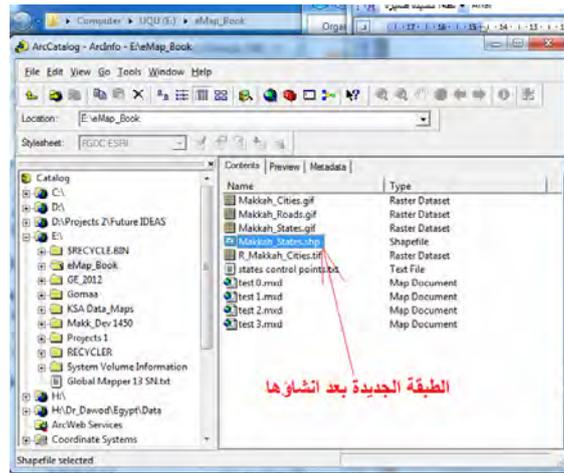 Computer ▸ UQU (E:) ▸ eMap_Book
Organ
ArcCatalog - ArcInfo - E:\eMap_Book
File Edit View Go Tools Window Help
Location: E:\eMap_Book
Stylesheet: FGDC ESRI
Contents Preview Metadata
Name Type
Makkah_Cities.gif Raster Dataset
Makkah_Roads.gif Raster Dataset
Makkah_States.gif Raster Dataset
Makkah_States.shp Shapefile
R_Makkah_Cities.tif Raster Dataset
states control points.txt Text File
test 0.mxd Map Document
test 1.mxd Map Document
test 2.mxd Map Document
test 3.mxd Map Document
Catalog
C:\
D:\
D:\Projects 2\Future IDEAS
E:\
$RECYCLE.BIN
eMap_Book
GE_2012
Gomaa
KSA Data_Maps
Makk_Dev 1450
Projects 1
RECYCLER
System Volume Information
Global Mapper 13 SN.txt
H:\
H:\Dr_Dawod\Egypt\Data
ArcWeb Services
Coordinate Systems
الطبقة الجديدة بعد انشاؤها
Shapefile selected